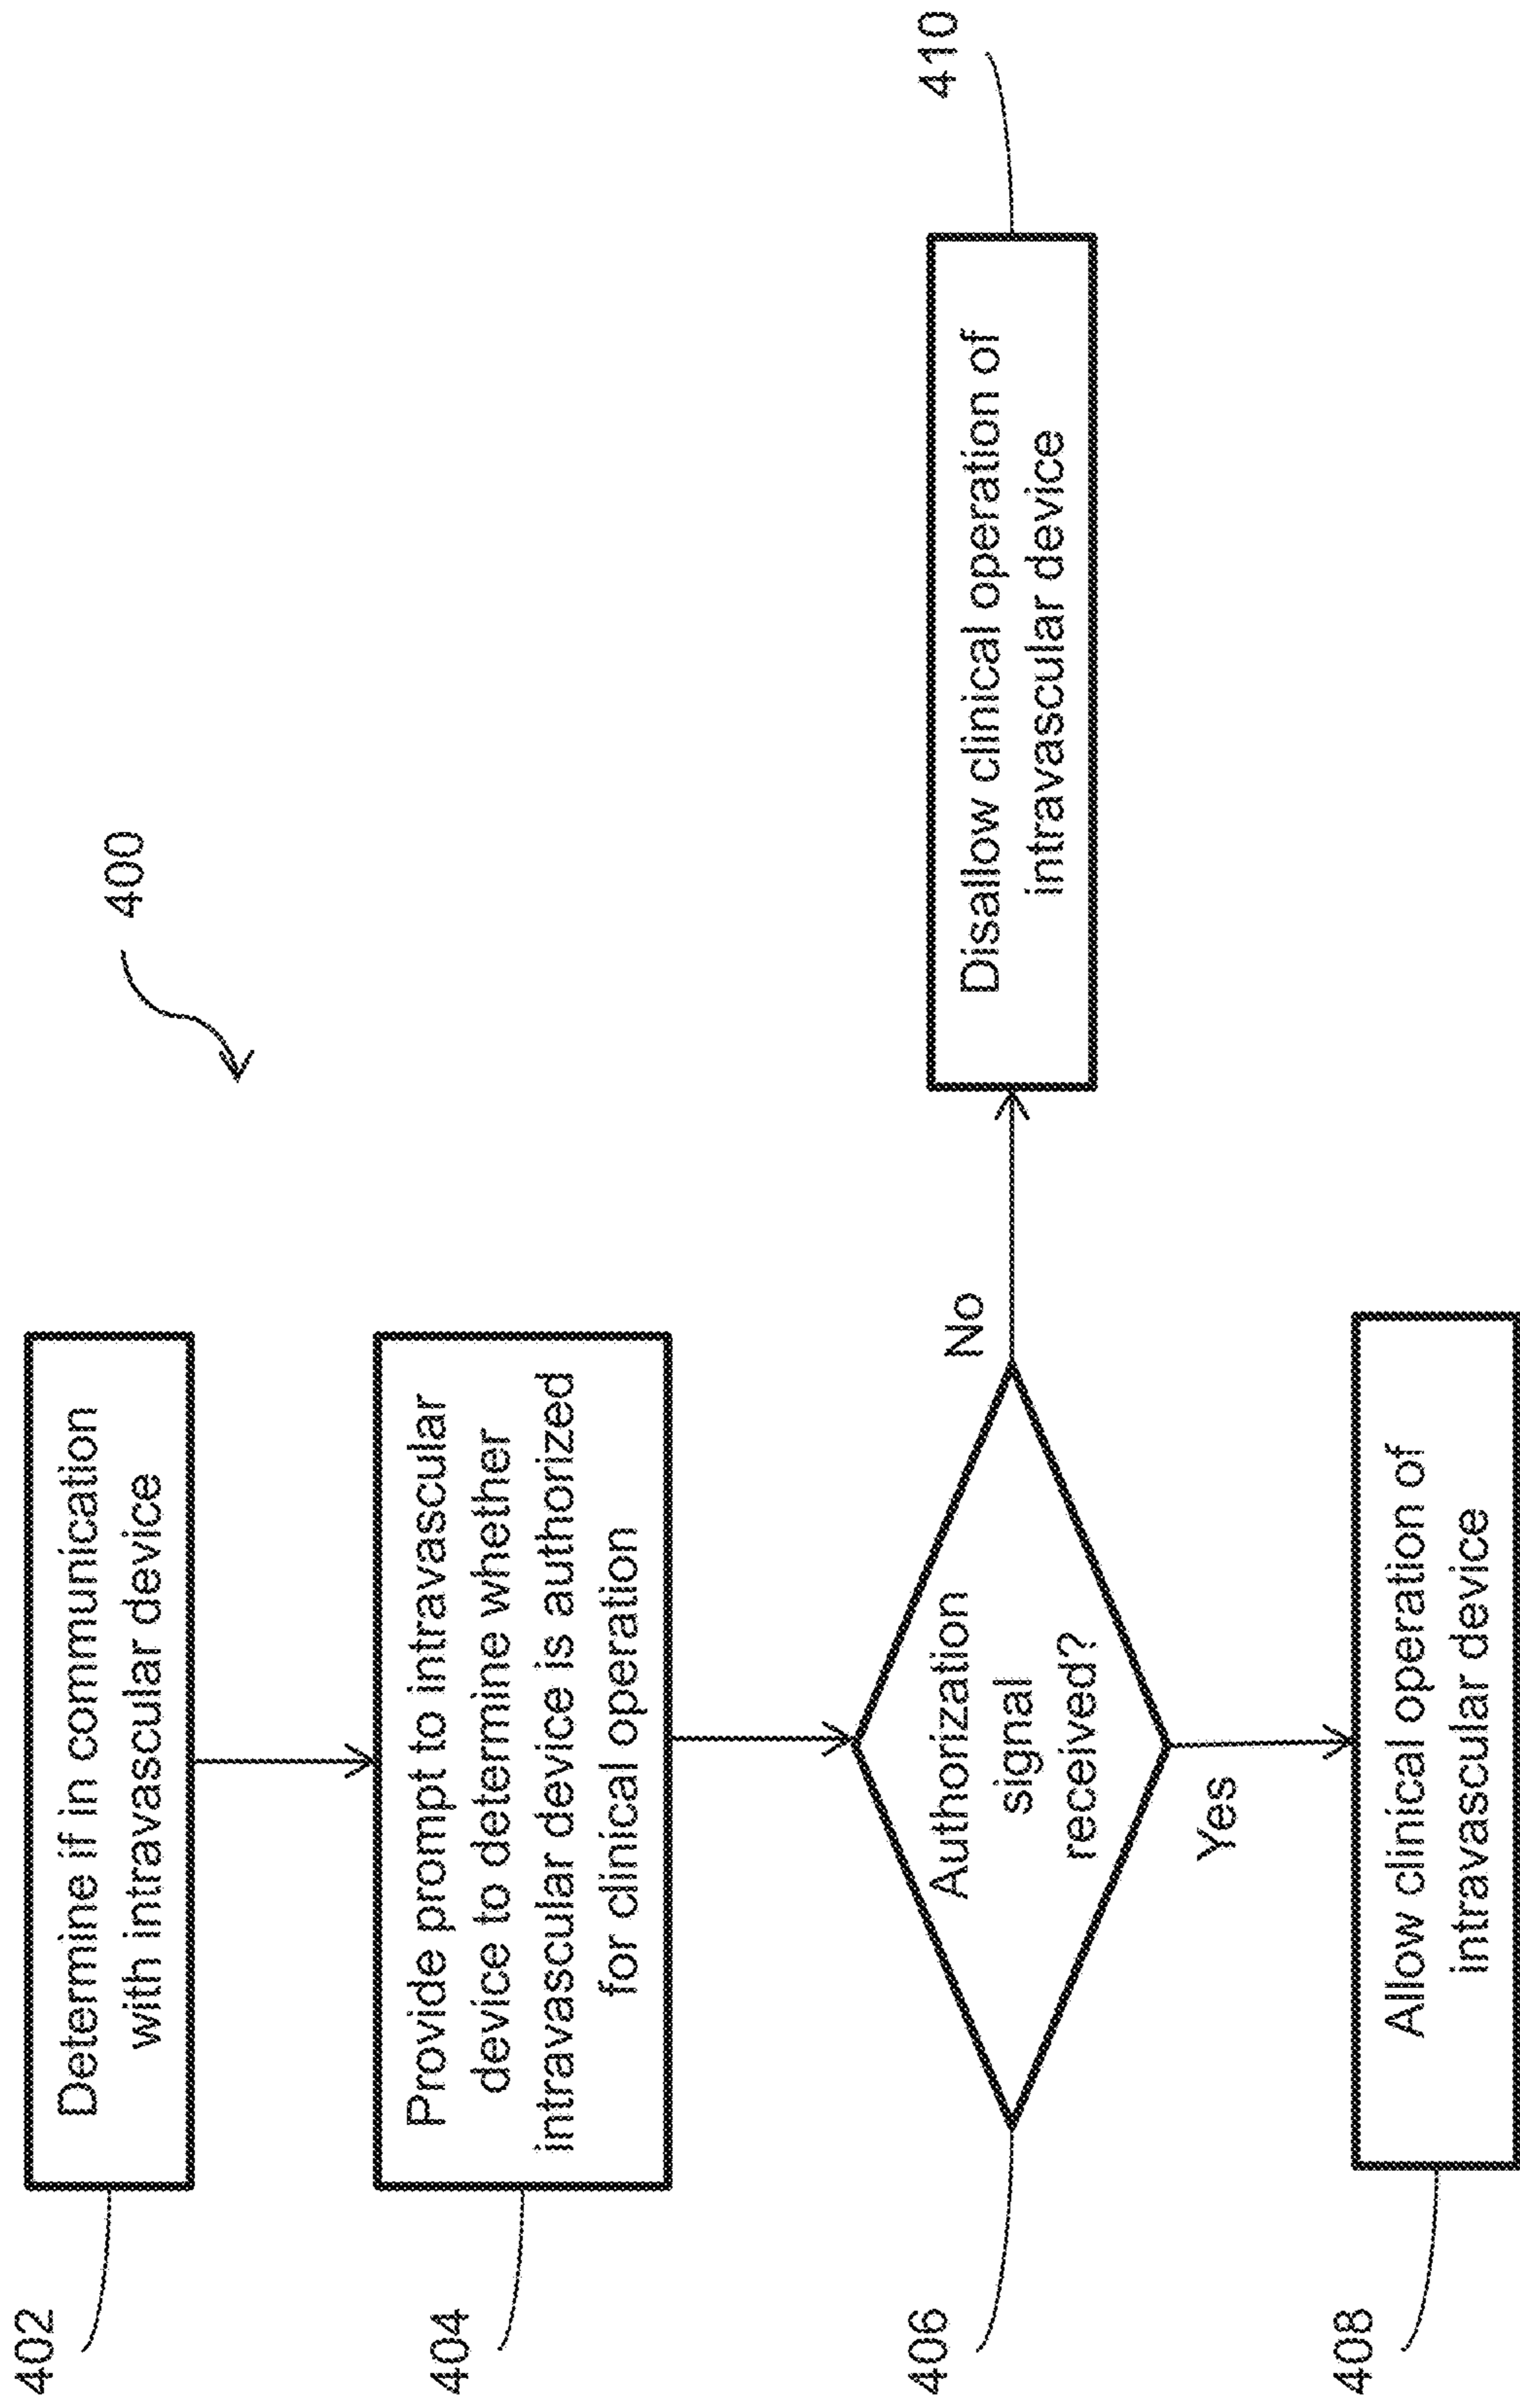 400
402
Determine if in communication
with intravascular device
404
Provide prompt to intravascular
device to determine whether
intravascular device is authorized
for clinical operation
406
Authorization
signal
received?
No
410
Disallow clinical operation of
intravascular device
Yes
408
Allow clinical operation of
intravascular device